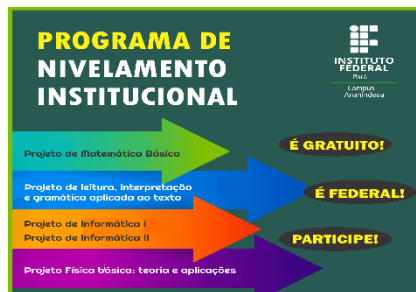 PROGRAMA DE
NIVELAMENTO
INSTITUCIONAL
INSTITUTO
FEDERAL
Pará
Campus
Ananindeua
Projeto de Matemática Básica
É GRATUITO!
Projeto de leitura, interpretação
e gramática aplicada ao texto
É FEDERAL!
Projeto de Informática I
Projeto de Informática II
PARTICIPE!
Projeto Física básica: teoria e aplicações